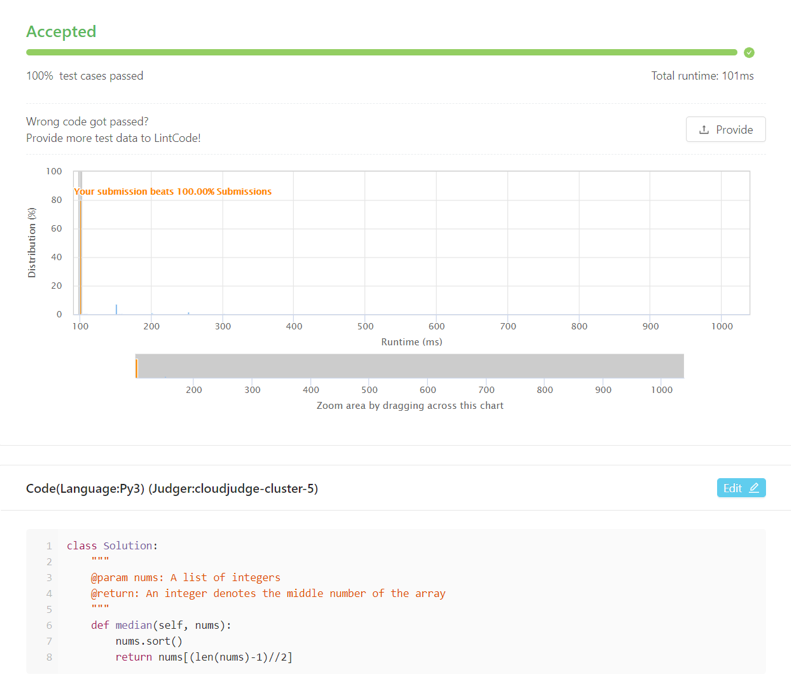 Accepted
100% test cases passed Total runtime: 101ms
Wrong code got passed?
Provide more test data to LintCode!
Provide
Your submission beats 100.00% Submissions
100
80
60
40
20
0
Distribution (%)
100 200 300 400 500 600 700 800 900 1000
Runtime (ms)
200 300 400 500 600 700 800 900 1000
Zoom area by dragging across this chart
Code(Language:Py3) (Judger:cloudjudge-cluster-5) Edit
1 class Solution:
2     """
3     @param nums: A list of integers
4     @return: An integer denotes the middle number of the array
5     """
6     def median(self, nums):
7         nums.sort()
8         return nums[(len(nums)-1)//2]